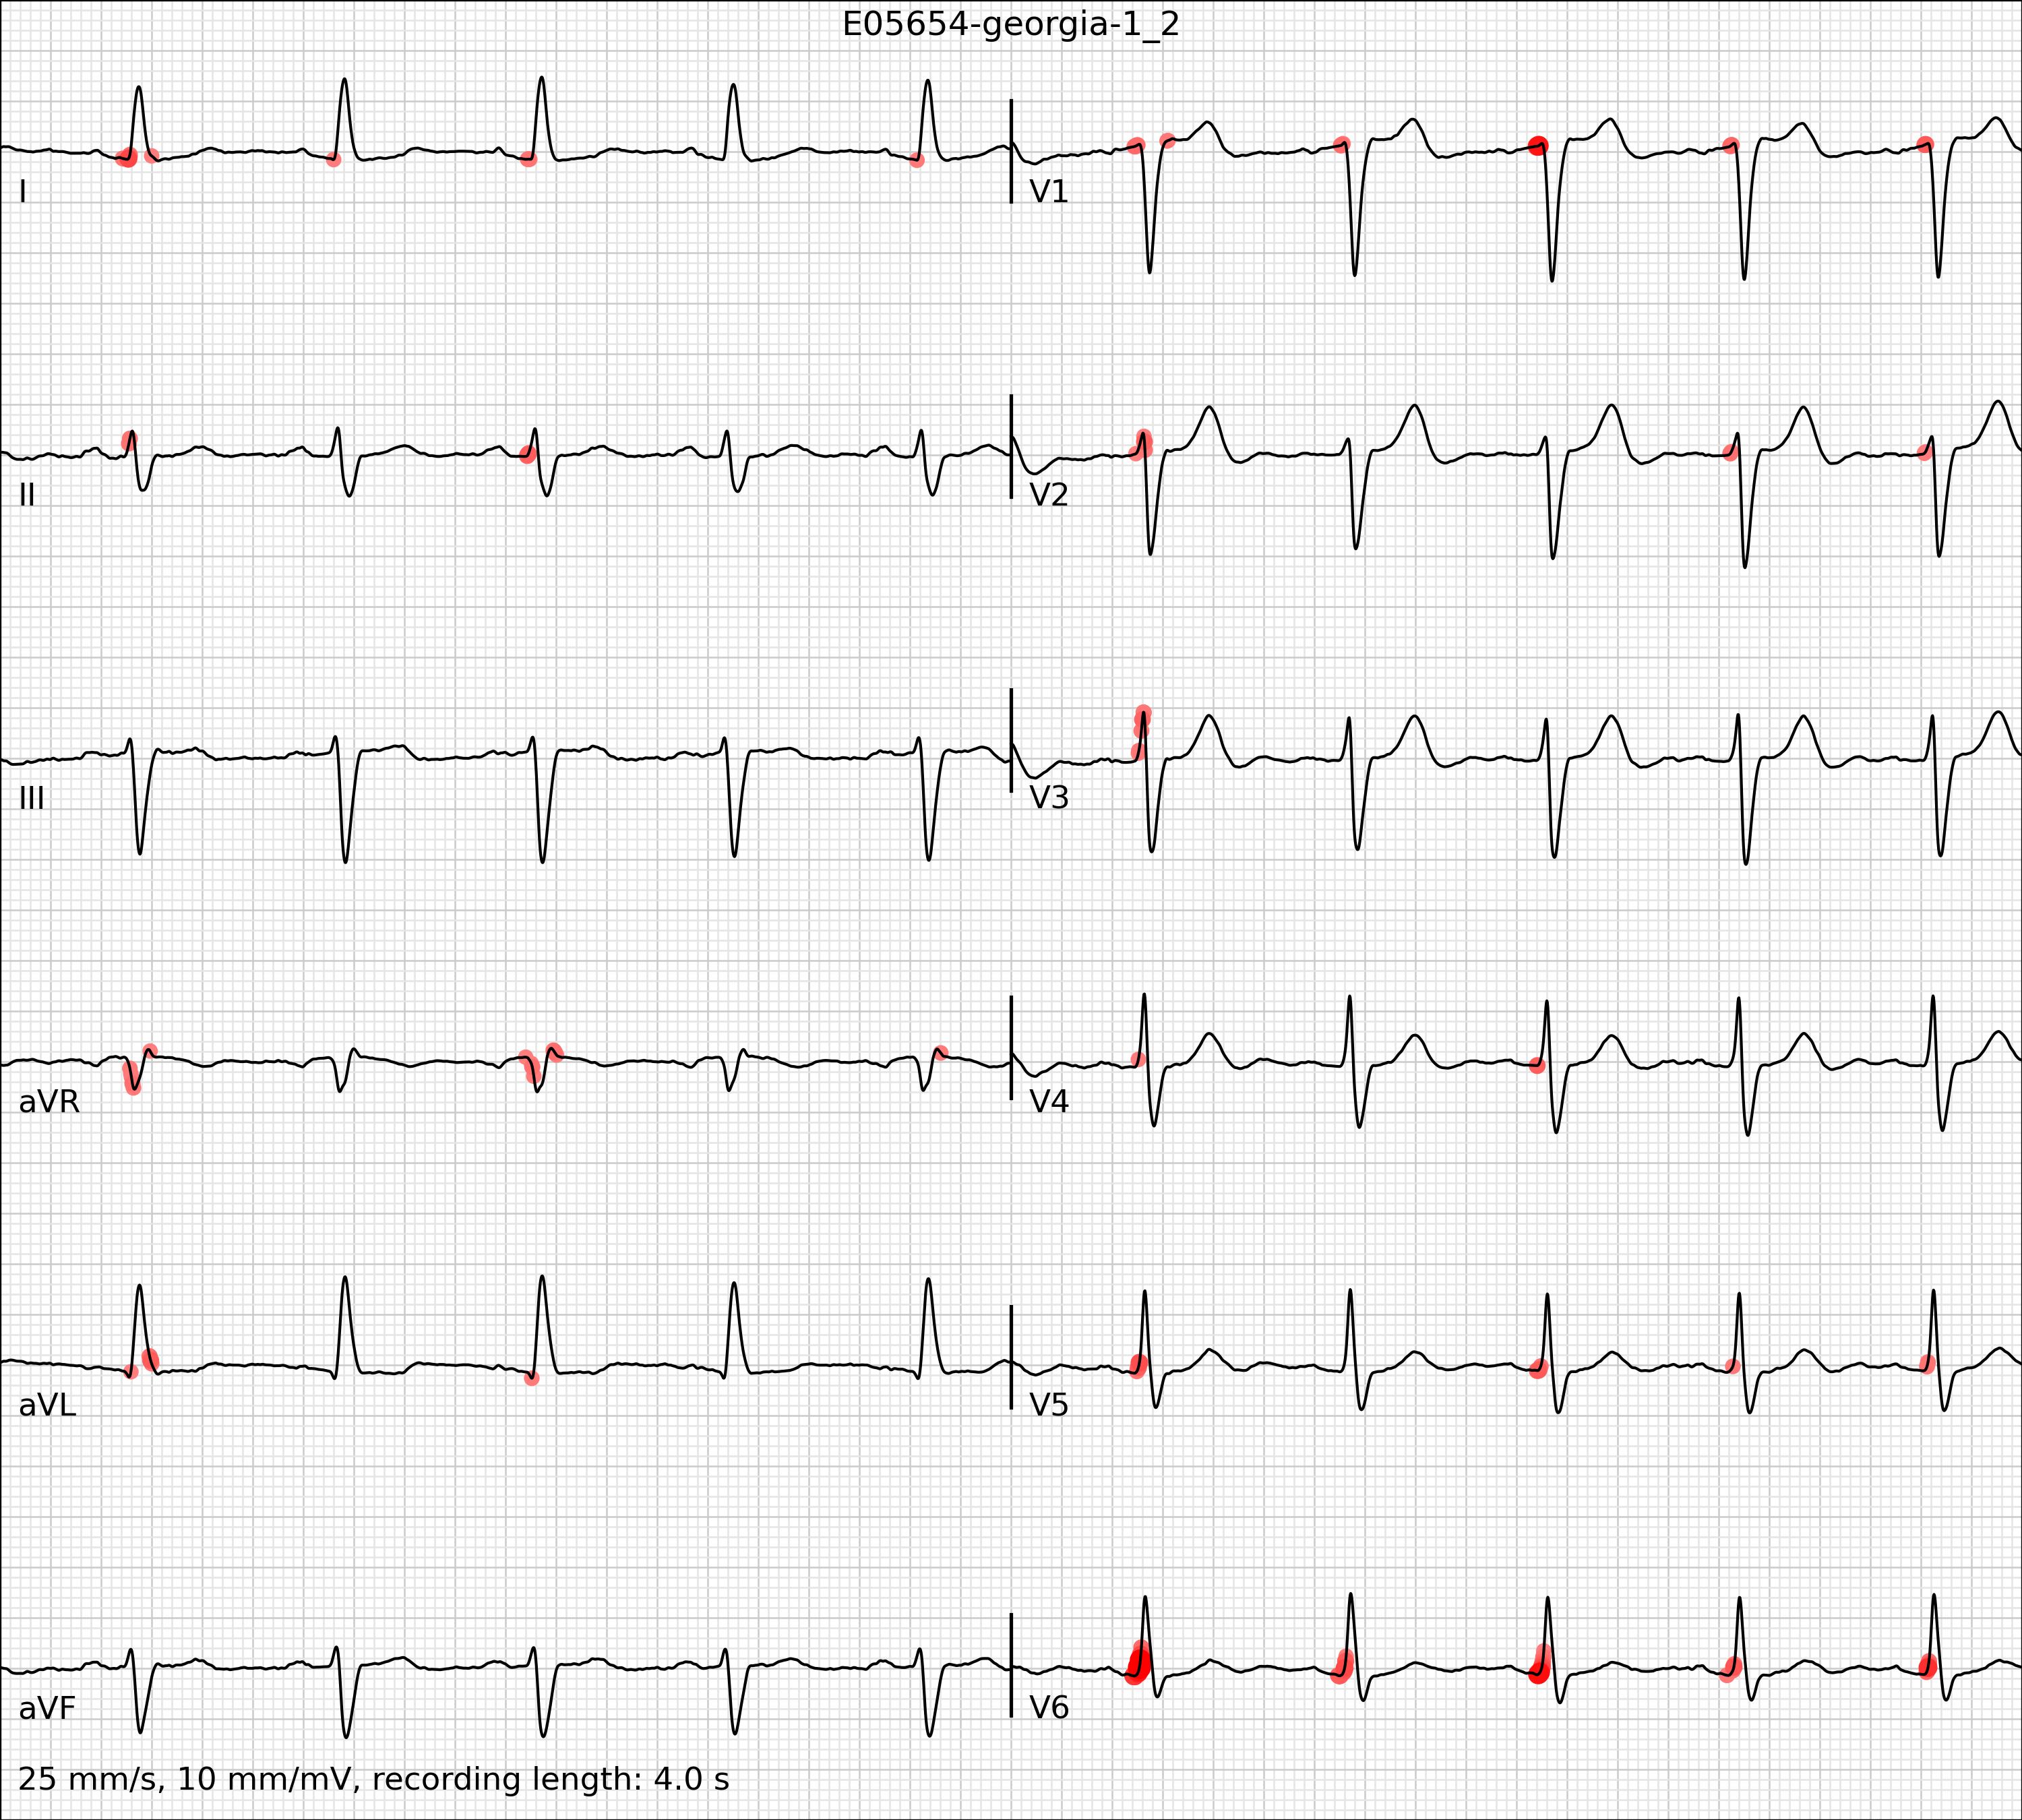 E05654-georgia-1_2
I
V1
II
V2
III
V3
aVR
V4
aVL
V5
aVF
V6
25 mm/s, 10 mm/mV, recording length: 4.0 s